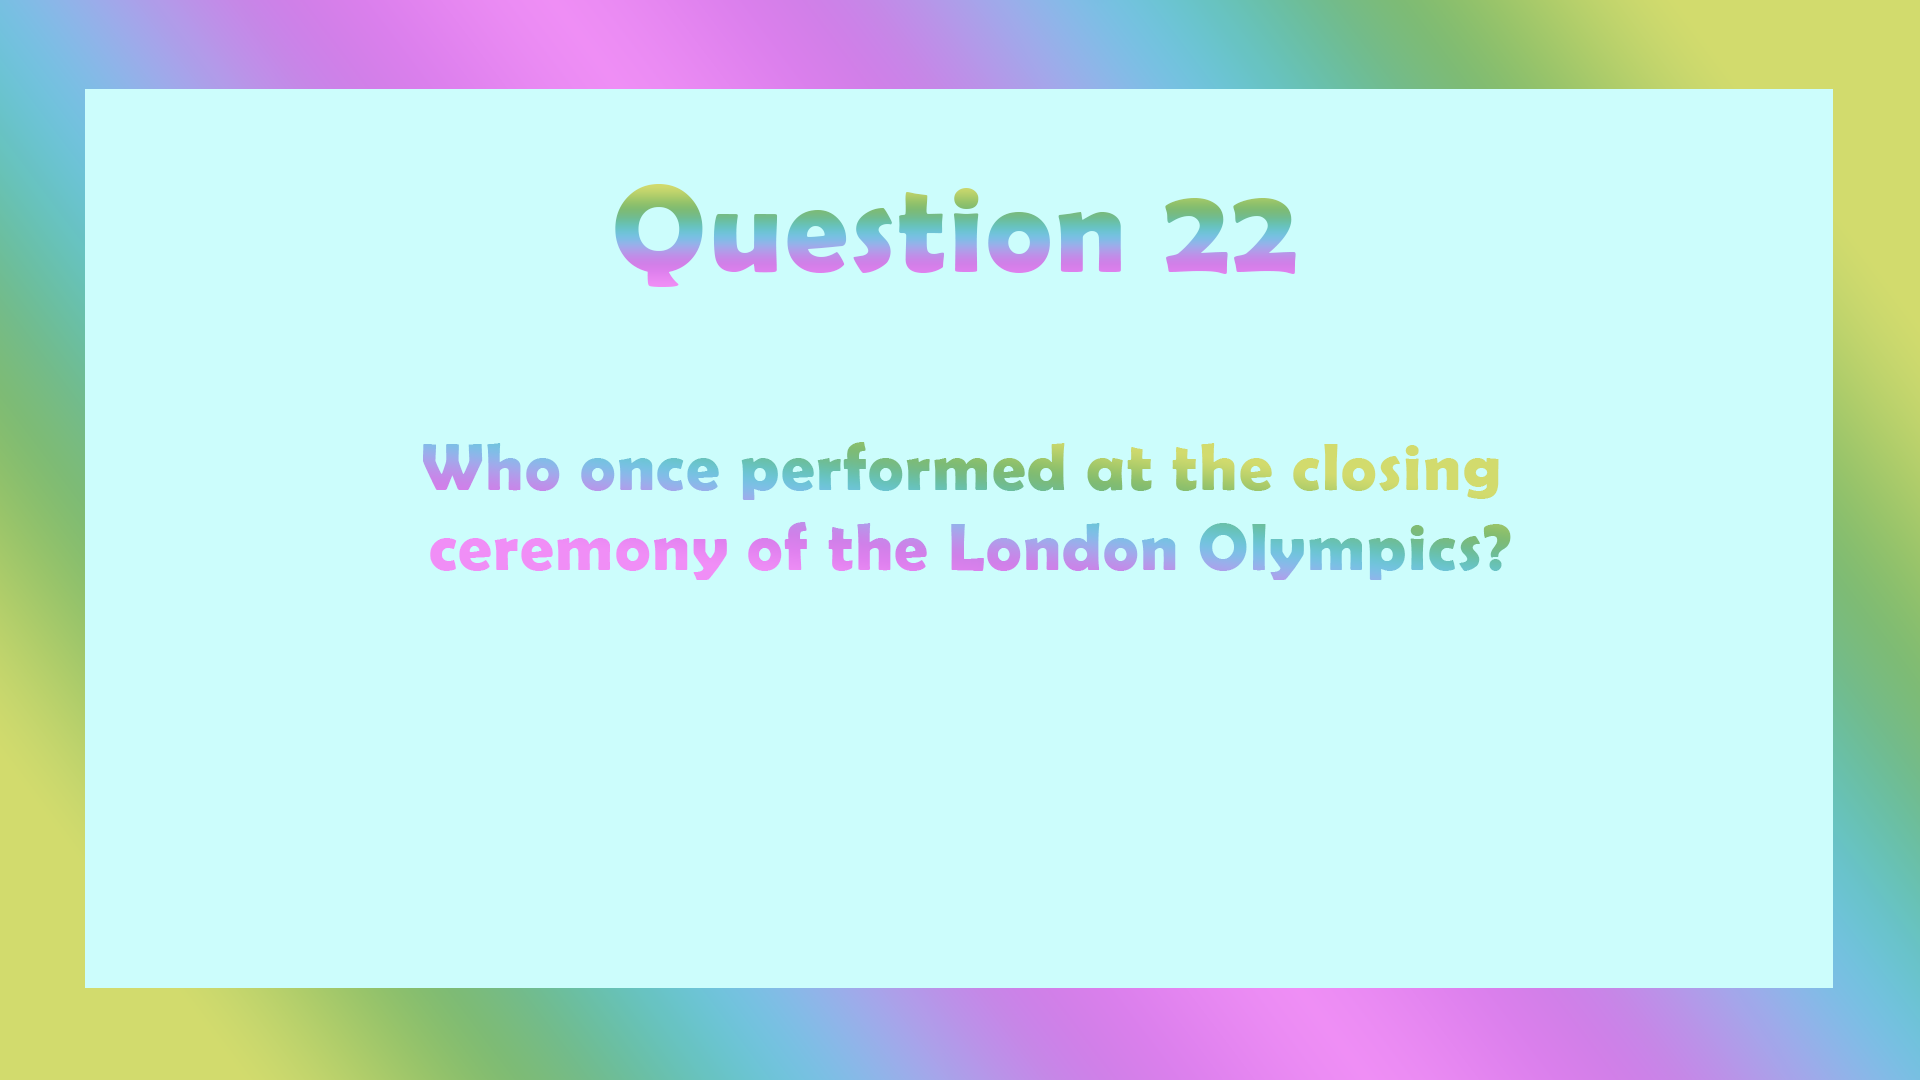 Question 22
Who once performed at the closing
ceremony of the London Olympics?